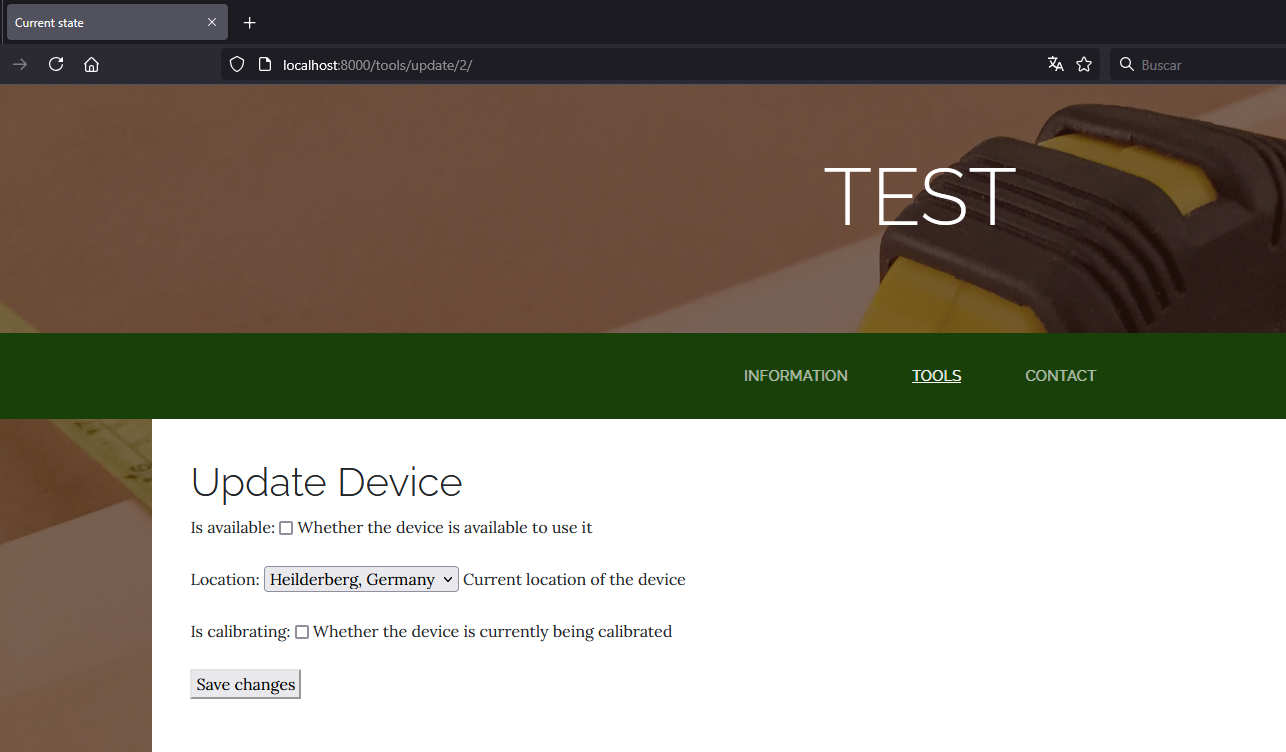 Current state
localhost:8000/tools/update/2/
Buscar
TEST
INFORMATION TOOLS CONTACT
Update Device
Is available: Whether the device is available to use it
Location: Heilderberg, Germany Current location of the device
Is calibrating: Whether the device is currently being calibrated
Save changes